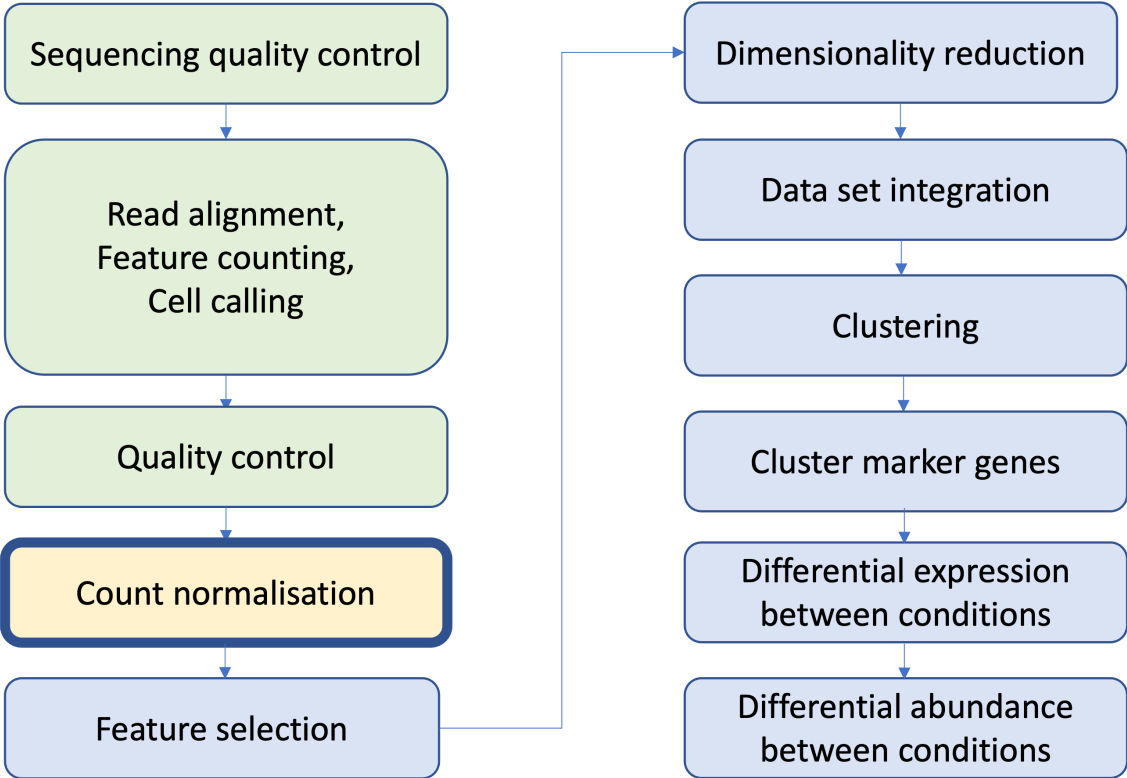 Sequencing quality control
Read alignment,
Feature counting,
Cell calling
Quality control
Count normalisation
Feature selection
Dimensionality reduction
Data set integration
Clustering
Cluster marker genes
Differential expression
between conditions
Differential abundance
between conditions